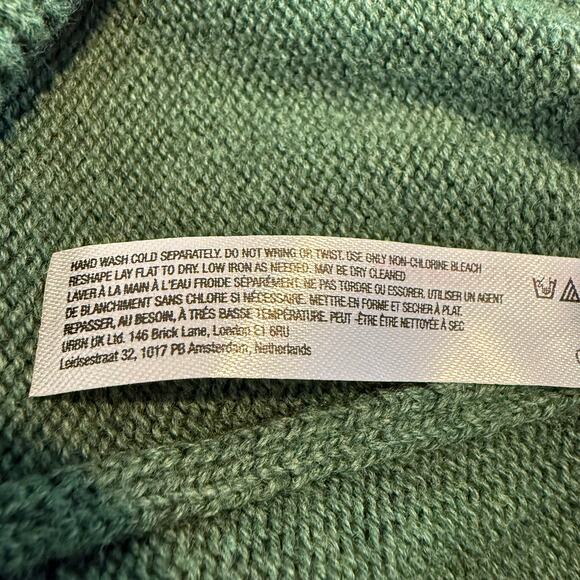 HAND WASH COLD SEPARATELY. DO NOT WRING OR TWIST. USE ONLY NON-CHLORINE BLEACH
RESHAPE LAY FLAT TO DRY. LOW IRON AS NEEDED. MAY BE DRY CLEANED
LAVER À LA MAIN À L'EAU FROIDE SÉPARÉMENT. NE PAS TORDRE OU ESSORER. UTILISER UN AGENT
DE BLANCHIMENT SANS CHLORE SI NÉCESSAIRE. METTRE EN FORME ET SECHER À PLAT.
REPASSER, AU BESOIN, À TRÉS BASSE TEMPÉRATURE. PEUT -ÊTRE ÊTRE NETTOYÉE À SEC
URBN UK Ltd. 146 Brick Lane, London E1 6RU
Leidsestraat 32, 1017 PB Amsterdam, Netherlands